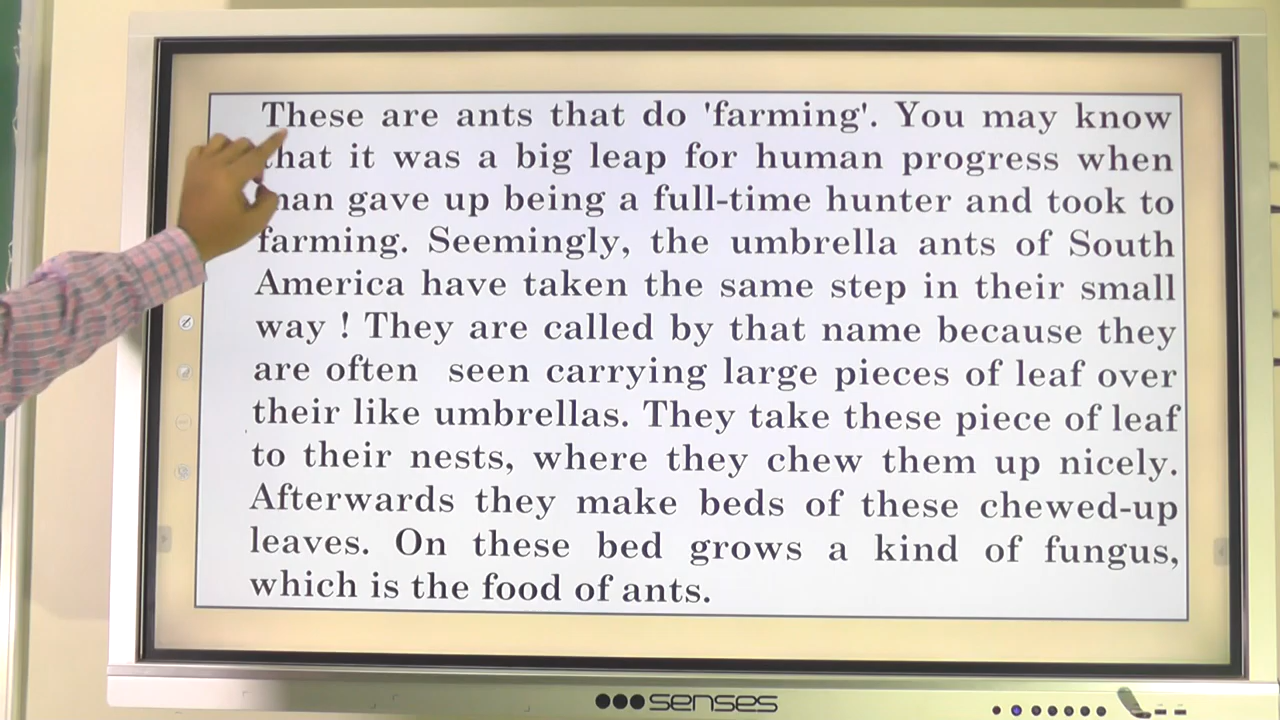 These are ants that do 'farming'. You may know
that it was a big leap for human progress when
man gave up being a full-time hunter and took to
farming. Seemingly, the umbrella ants of South
America have taken the same step in their small
way ! They are called by that name because they
are often seen carrying large pieces of leaf over
their like umbrellas. They take these piece of leaf
to their nests, where they chew them up nicely.
Afterwards they make beds of these chewed-up
leaves. On these bed grows a kind of fungus,
which is the food of ants.
senses